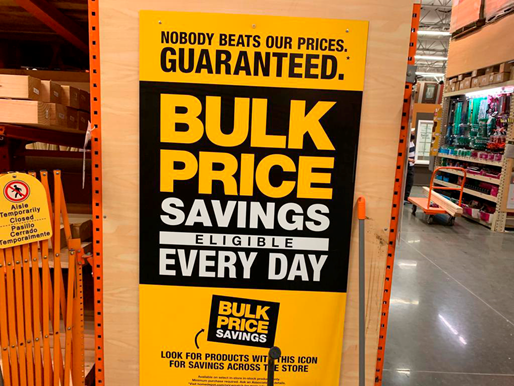 NOBODY BEATS OUR PRICES.
GUARANTEED.
BULK
PRICE
SAVINGS
ELIGIBLE
EVERY DAY
BULK
PRICE
SAVINGS
LOOK FOR PRODUCTS WITH THIS ICON
FOR SAVINGS ACROSS THE STORE
Aisle
Temporarily
Closed
Pasillo
Cerrado
Temporalmente